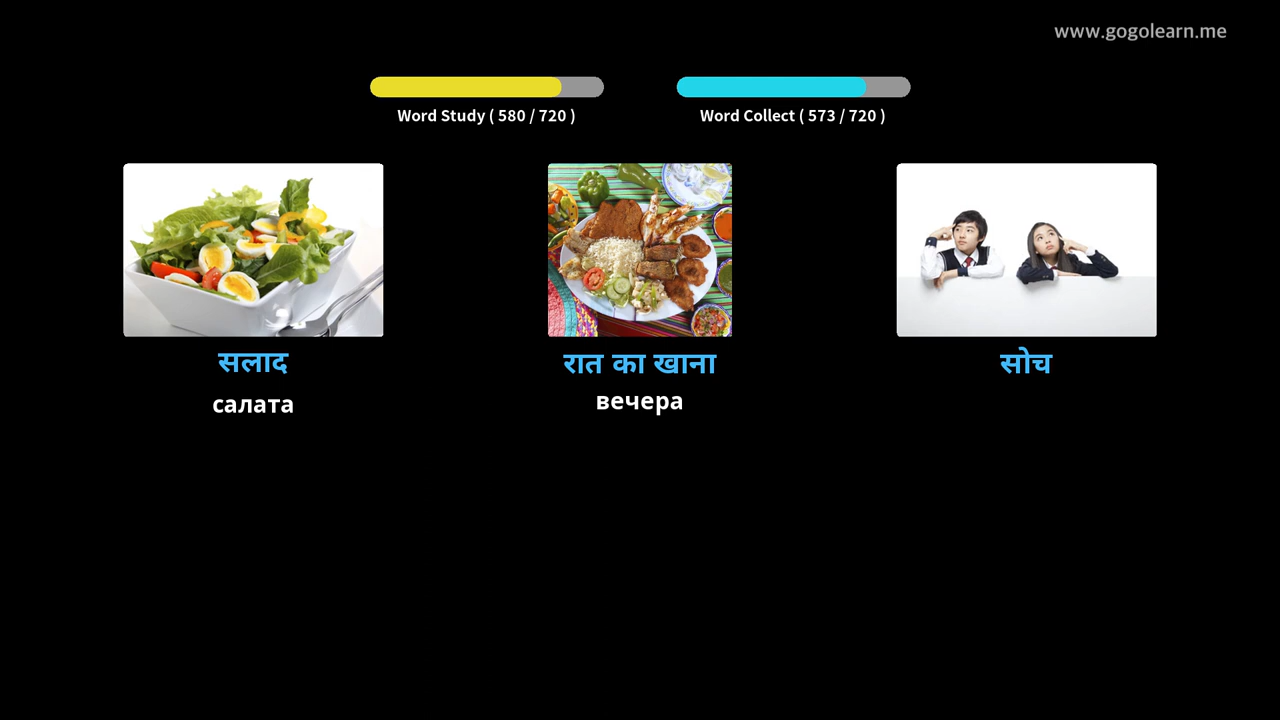 www.gogolearn.me
Word Study ( 580 / 720 )
Word Collect ( 573 / 720 )
सलाद
салата
रात का खाना
вечера
सोच